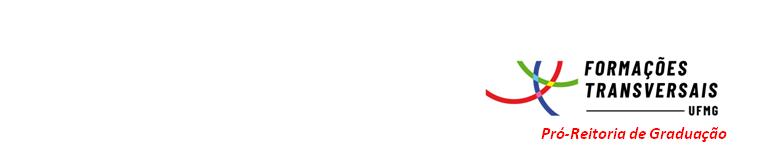 FORMAÇÕES
TRANSVERSAIS
UFMG
Pró-Reitoria de Graduação